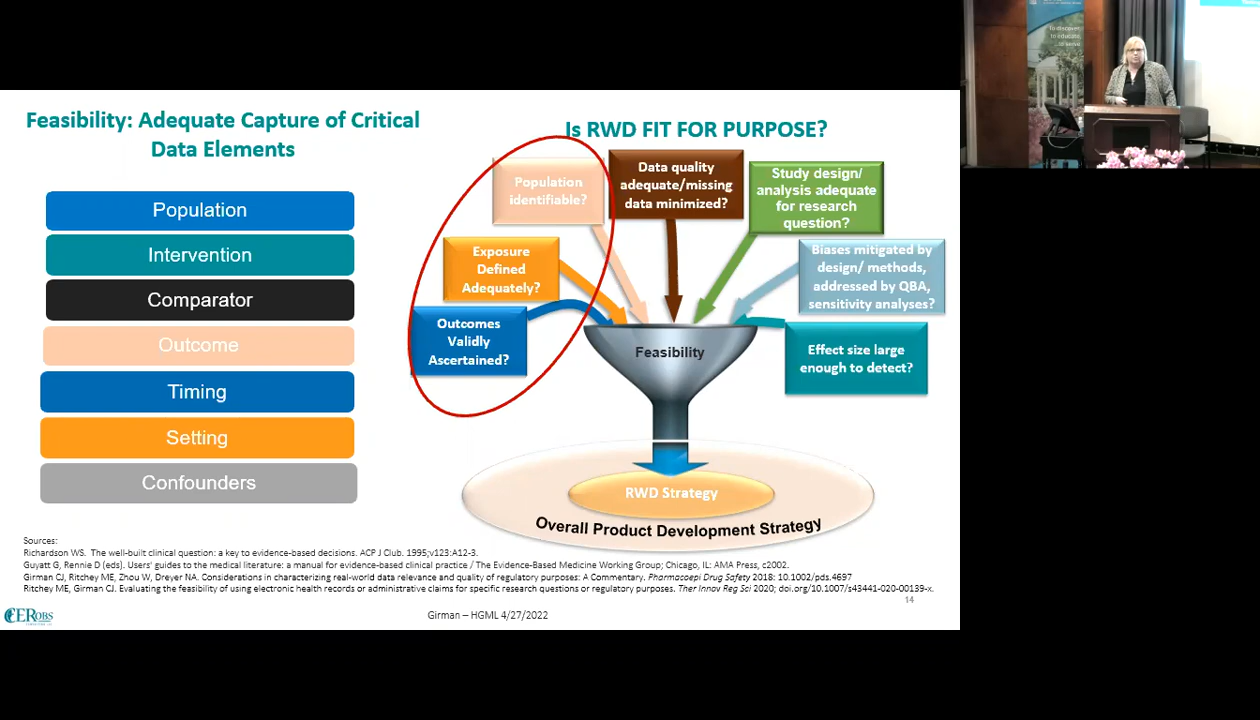 Feasibility: Adequate Capture of Critical
Data Elements
Population
Intervention
Comparator
Outcome
Timing
Setting
Confounders
Is RWD FIT FOR PURPOSE?
Population
identifiable?
Data quality
adequate/missing
data minimized?
Study design/
analysis adequate
for research
question?
Exposure
Defined
Adequately?
Biases mitigated by
design/ methods,
addressed by QBA,
sensitivity analyses?
Outcomes
Validly
Ascertained?
Effect size large
enough to detect?
Feasibility
RWD Strategy
Overall Product Development Strategy
Sources:
Richardson WS. The well-built clinical question: a key to evidence-based decisions. ACP J Club. 1995;v123:A12-3.
Guyatt G, Rennie D (eds). Users' guides to the medical literature: a manual for evidence-based clinical practice / The Evidence-Based Medicine Working Group; Chicago, IL: AMA Press, c2002.
Girman CJ, Ritchey ME, Zhou W, Dreyer NA. Considerations in characterizing real-world data relevance and quality of regulatory purposes: A Commentary. Pharmacoepi Drug Safety 2018: 10.1002/pds.4697
Ritchey ME, Girman CJ. Evaluating the feasibility of using electronic health records or administrative claims for specific research questions or regulatory purposes. Ther Innov Reg Sci 2020; doi.org/10.1007/s43441-020-00139-x.
14
CEROBS
Girman – HGML 4/27/2022
To discover
to educate,
to serve